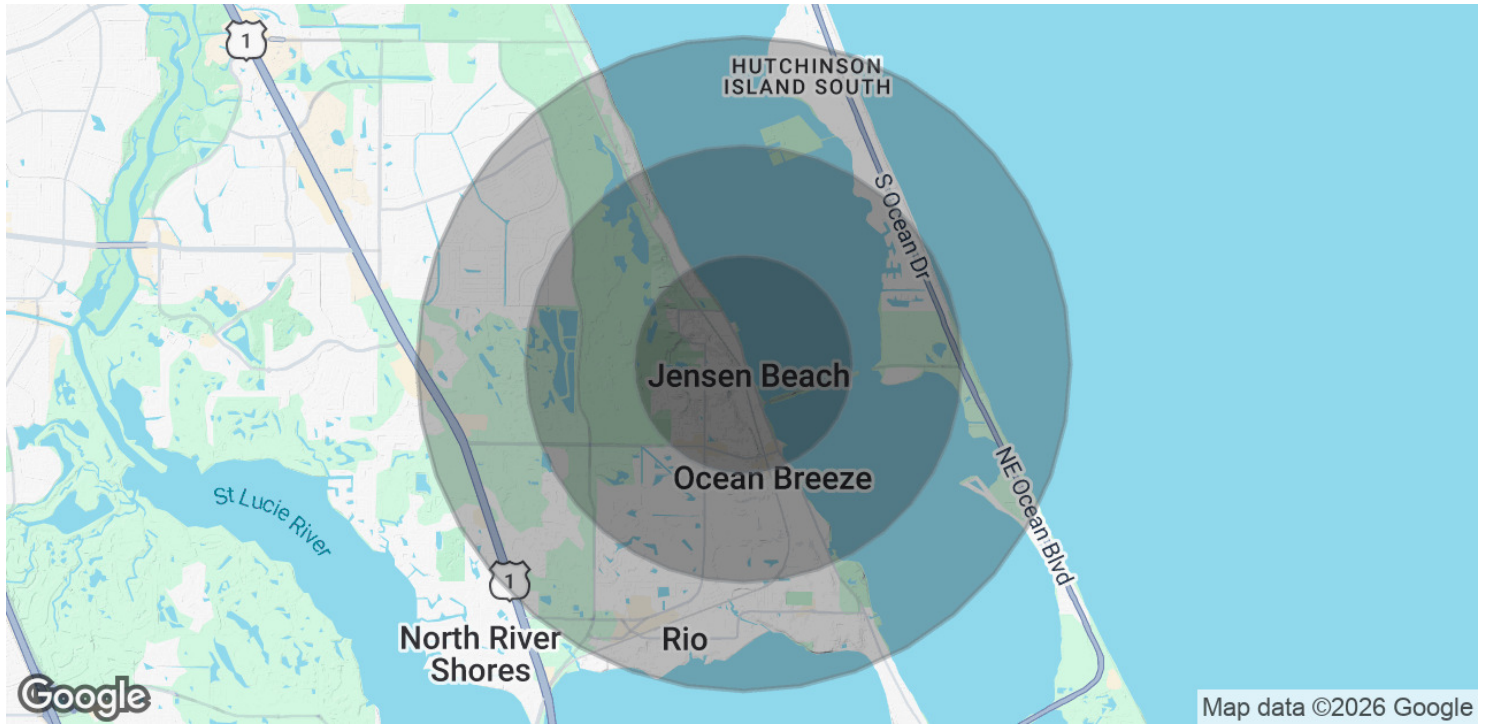 1
HUTCHINSON
ISLAND SOUTH
S Ocean Dr
Jensen Beach
Ocean Breeze
NE Ocean Blvd
St Lucie River
1
North River
Shores
Rio
Google
Map data ©2026 Google